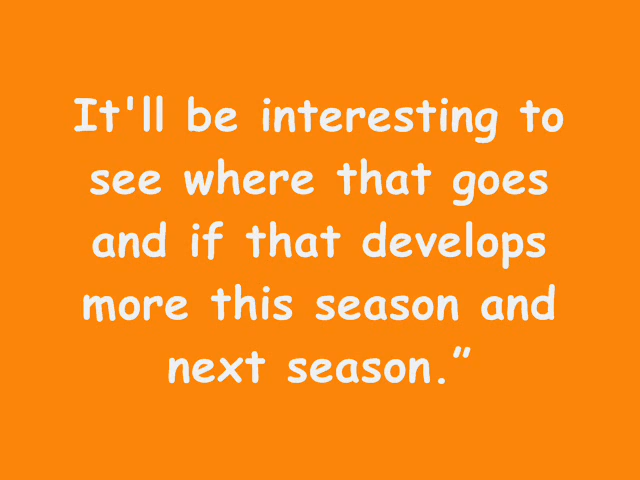 It'll be interesting to
see where that goes
and if that develops
more this season and
next season.”